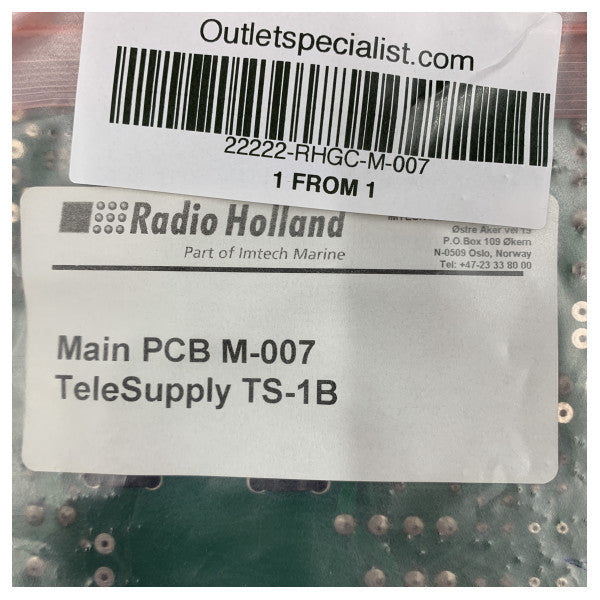 Outletspecialist.com
22222-RHGC-M-007
1 FROM 1
Radio Holland
Part of Imtech Marine
Østre Aker vei 19
P.O.Box 109 Økern
N-0509 Oslo, Norway
Tel: +47-23 33 80 00
Main PCB M-007
TeleSupply TS-1B